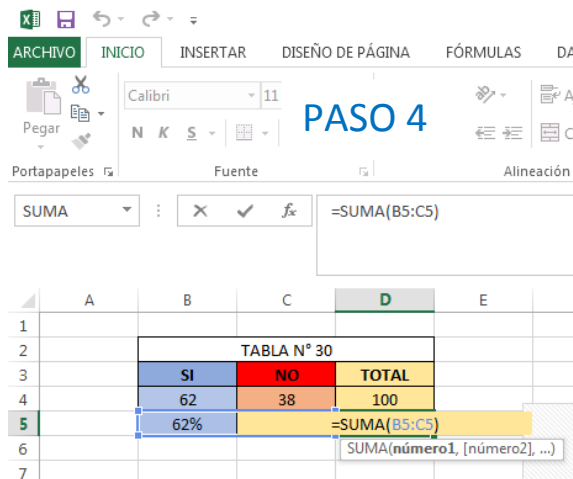 ARCHIVO INICIO INSERTAR DISEÑO DE PÁGINA FÓRMULAS DA
Pegar
Calibri 11
N K S
PASO 4
A
C
Portapapeles Fuente Alineación
SUMA fx =SUMA(B5:C5)
A B C D E
1
2 TABLA N° 30
3 SI NO TOTAL
4 62 38 100
5 62% =SUMA(B5:C5)
6 SUMA(número1, [número2], ...)
7